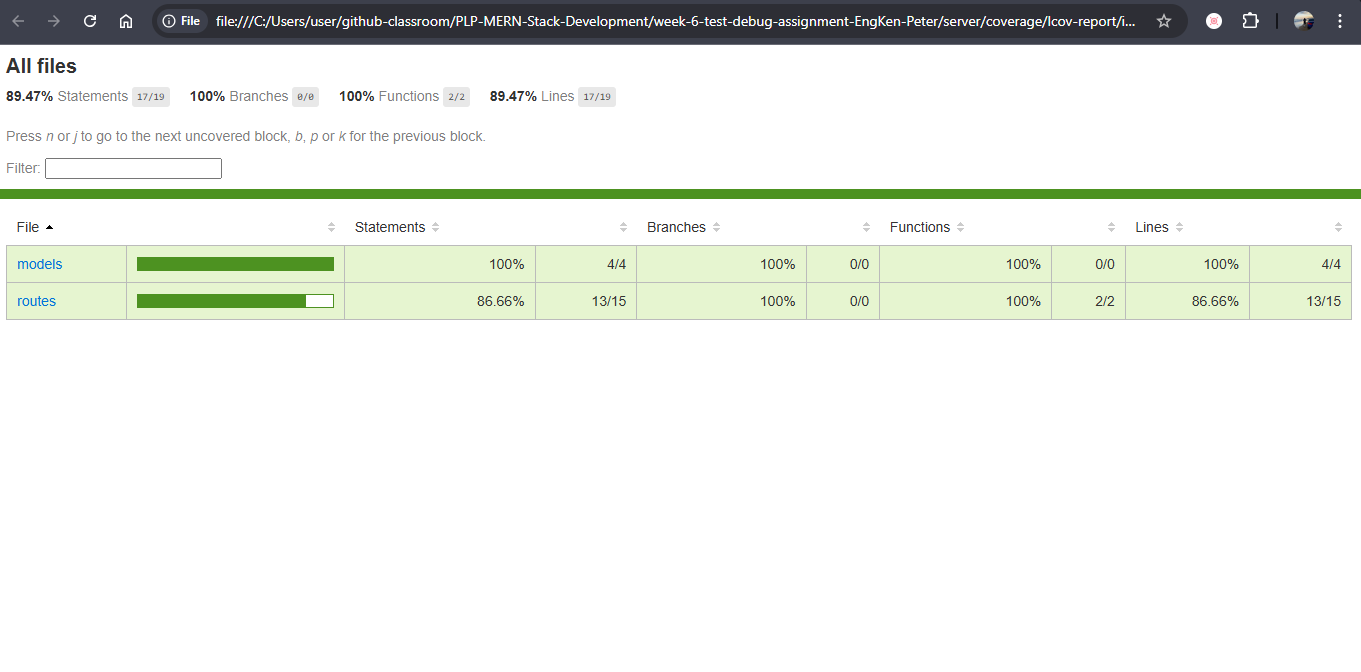 File file:///C:/Users/user/github-classroom/PLP-MERN-Stack-Development/week-6-test-debug-assignment-EngKen-Peter/server/coverage/lcov-report/i...
All files
89.47% Statements 17/19 100% Branches 0/0 100% Functions 2/2 89.47% Lines 17/19
Press n or j to go to the next uncovered block, b, p or k for the previous block.
Filter:
File Statements Branches Functions Lines
models 100% 4/4 100% 0/0 100% 0/0 100% 4/4
routes 86.66% 13/15 100% 0/0 100% 2/2 86.66% 13/15